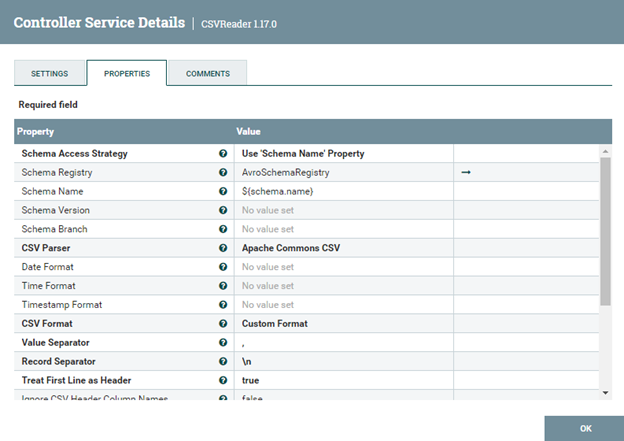 Controller Service Details | CSVReader 1.17.0
SETTINGS PROPERTIES COMMENTS
Required field
Property Value
Schema Access Strategy Use 'Schema Name' Property
Schema Registry AvroSchemaRegistry
Schema Name ${schema.name}
Schema Version No value set
Schema Branch No value set
CSV Parser Apache Commons CSV
Date Format No value set
Time Format No value set
Timestamp Format No value set
CSV Format Custom Format
Value Separator ,
Record Separator \n
Treat First Line as Header true
Ignore CSV Header Column Names false
OK